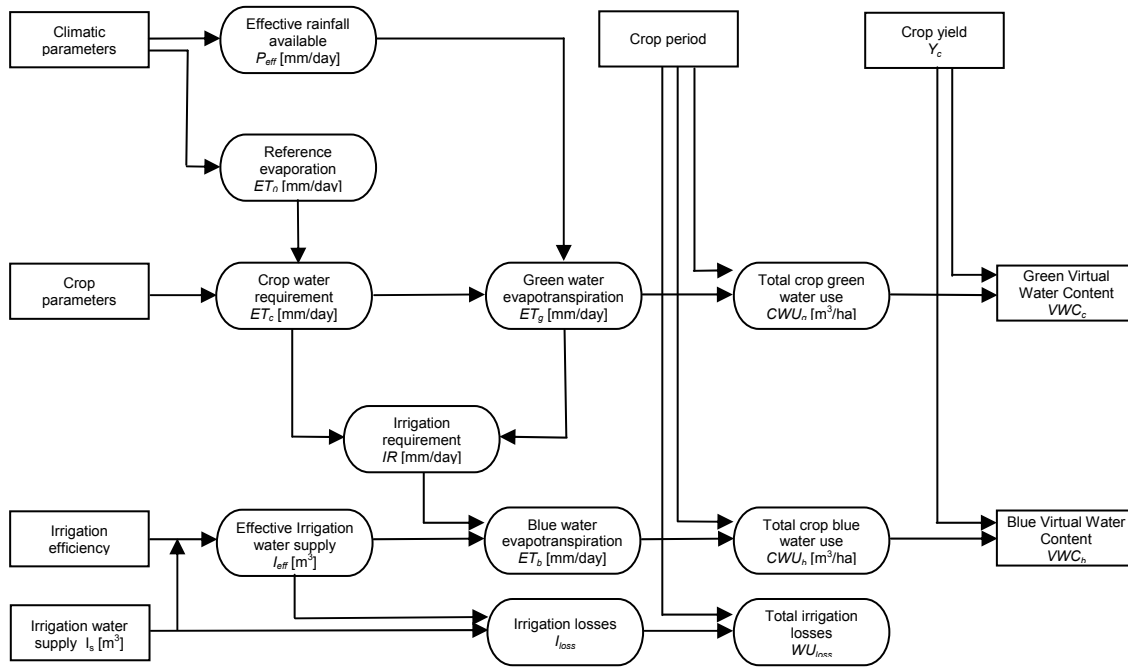 Climatic
parameters
Effective rainfall
available
P_eff [mm/day]
Crop period
Crop yield
Y_c
Reference
evaporation
ET_0 [mm/day]
Crop
parameters
Crop water
requirement
ET_c [mm/day]
Green water
evapotranspiration
ET_g [mm/day]
Total crop green
water use
CWU_g [m³/ha]
Green Virtual
Water Content
VWC_c
Irrigation
requirement
IR [mm/day]
Irrigation
efficiency
Effective Irrigation
water supply
I_eff [m³]
Blue water
evapotranspiration
ET_b [mm/day]
Total crop blue
water use
CWU_b [m³/ha]
Blue Virtual Water
Content
VWC_b
Irrigation water
supply I_s [m³]
Irrigation losses
I_loss
Total irrigation
losses
WU_loss